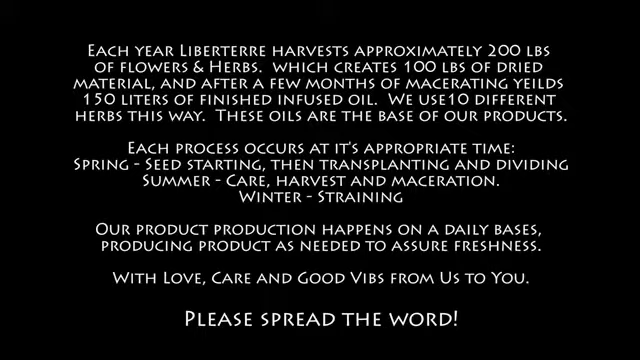 Each year Liberterre harvests approximately 200 lbs
of flowers & Herbs. which creates 100 lbs of dried
material, and after a few months of macerating yeilds
150 liters of finished infused oil. We use10 different
herbs this way. These oils are the base of our products.
Each process occurs at it's appropriate time:
Spring - Seed starting, then transplanting and dividing
Summer - Care, harvest and maceration.
Winter - Straining
Our product production happens on a daily bases,
producing product as needed to assure freshness.
With Love, Care and Good Vibs from Us to You.
Please spread the word!